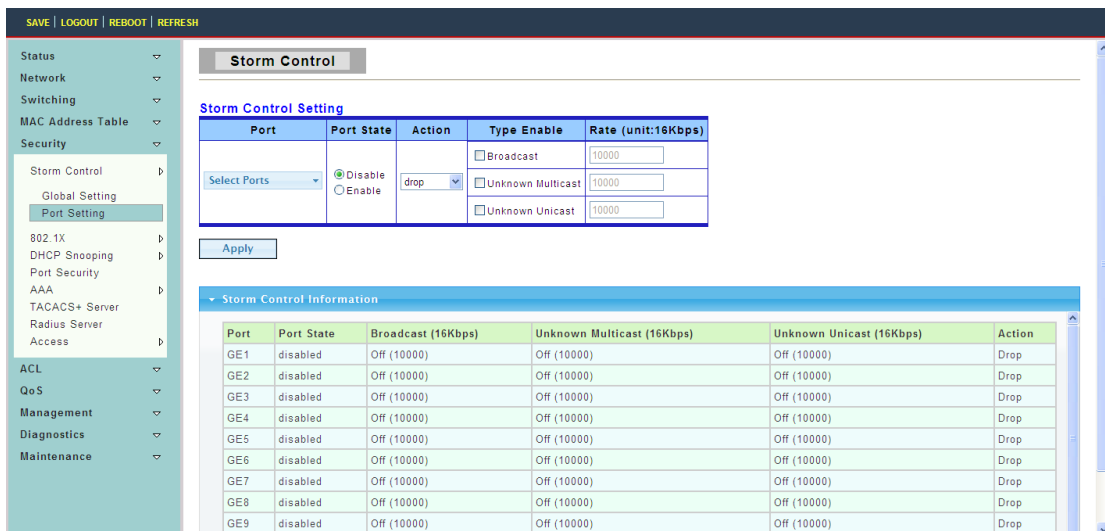 SAVE | LOGOUT | REBOOT | REFRESH
Status
Network
Switching
MAC Address Table
Security
Storm Control
Global Setting
Port Setting
802.1X
DHCP Snooping
Port Security
AAA
TACACS+ Server
Radius Server
Access
ACL
QoS
Management
Diagnostics
Maintenance
Storm Control
Storm Control Setting
Port Port State Action Type Enable Rate (unit:16Kbps)
Select Ports Disable Enable drop
Broadcast 10000
Unknown Multicast 10000
Unknown Unicast 10000
Apply
Storm Control Information
Port Port State Broadcast (16Kbps) Unknown Multicast (16Kbps) Unknown Unicast (16Kbps) Action
GE1 disabled Off (10000) Off (10000) Off (10000) Drop
GE2 disabled Off (10000) Off (10000) Off (10000) Drop
GE3 disabled Off (10000) Off (10000) Off (10000) Drop
GE4 disabled Off (10000) Off (10000) Off (10000) Drop
GE5 disabled Off (10000) Off (10000) Off (10000) Drop
GE6 disabled Off (10000) Off (10000) Off (10000) Drop
GE7 disabled Off (10000) Off (10000) Off (10000) Drop
GE8 disabled Off (10000) Off (10000) Off (10000) Drop
GE9 disabled Off (10000) Off (10000) Off (10000) Drop